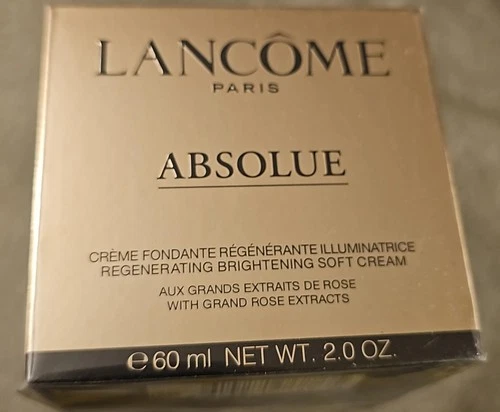 LANCÔME
PARIS
ABSOLUE
CRÈME FONDANTE RÉGÉNÉRANTE ILLUMINATRICE
REGENERATING BRIGHTENING SOFT CREAM
AUX GRANDS EXTRAITS DE ROSE
WITH GRAND ROSE EXTRACTS
℮60 ml NET WT. 2.0 OZ.